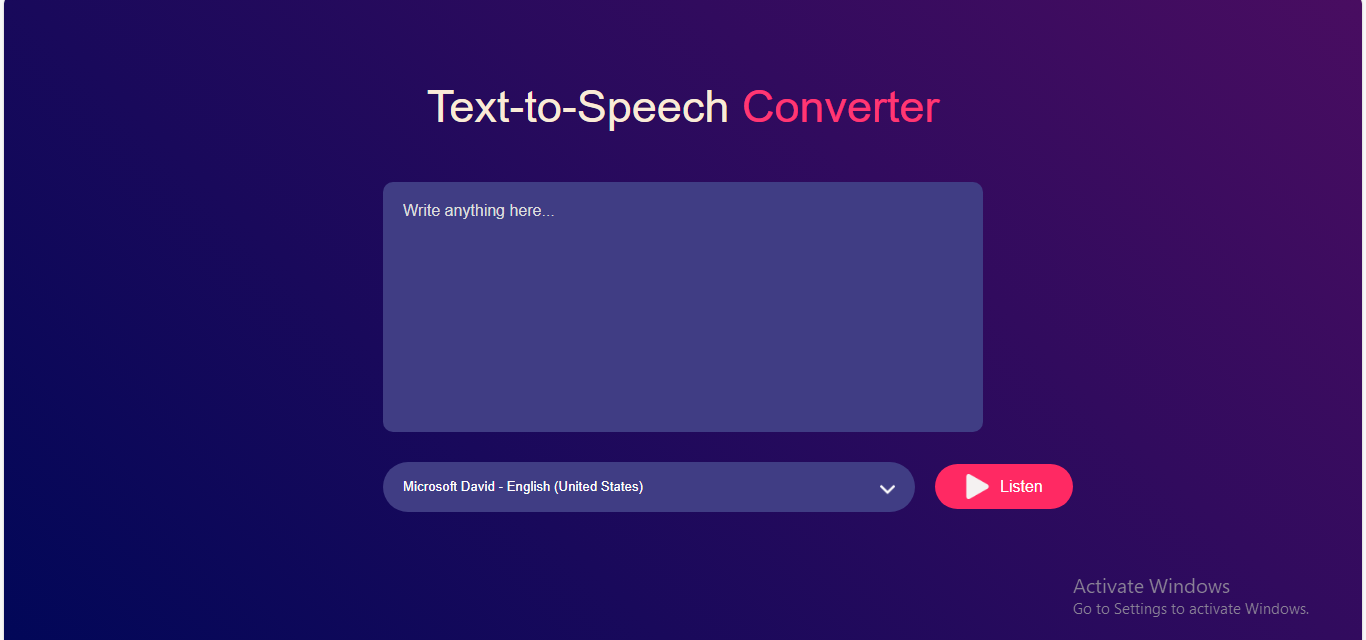 Text-to-Speech Converter
Write anything here...
Microsoft David - English (United States)
Listen
Activate Windows
Go to Settings to activate Windows.